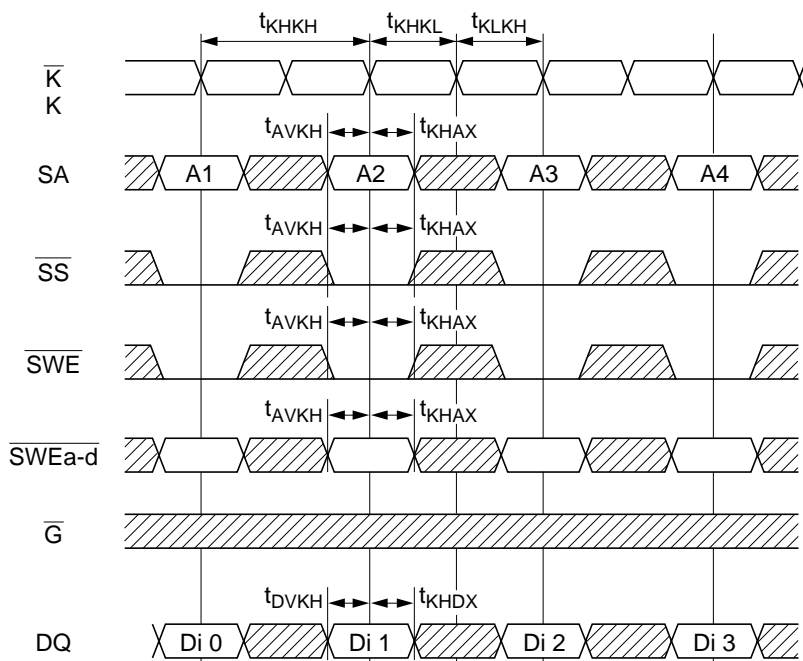 tKHKH tKHKL tKLKH
K
K
tAVKH tKHAX
SA A1 A2 A3 A4
tAVKH tKHAX
SS
tAVKH tKHAX
SWE
tAVKH tKHAX
SWEa-d
G
tDVKH tKHDX
DQ Di 0 Di 1 Di 2 Di 3